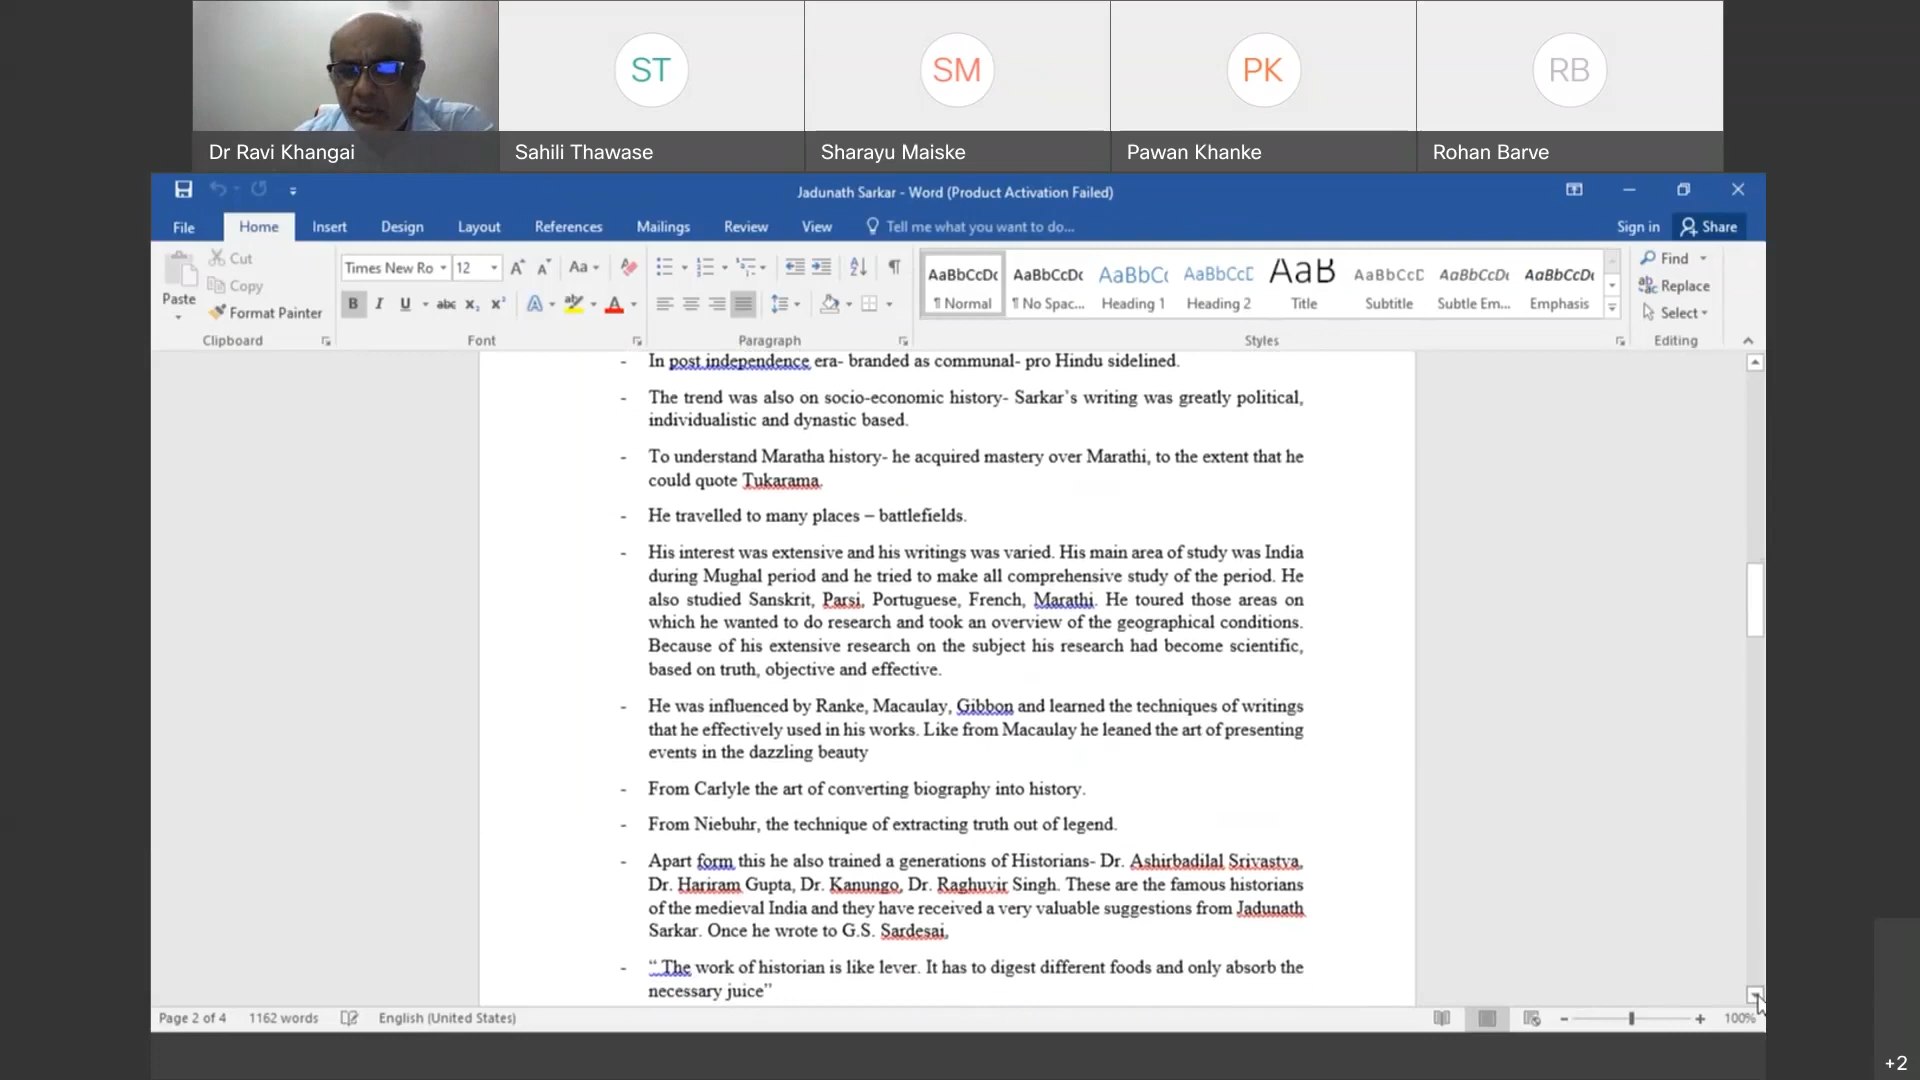 ST
SM
PK
RB
Dr Ravi Khangai
Sahili Thawase
Sharayu Maiske
Pawan Khanke
Rohan Barve
Jadunath Sarkar - Word (Product Activation Failed)
File Home Insert Design Layout References Mailings Review View Tell me what you want to do... Sign in Share
Paste
Cut
Copy
Format Painter
Clipboard
Times New Ro 12
Font
Paragraph
AaBbCcDc AaBbCcDc AaBbCc AaBbCcD AaB AaBbCcD AaBbCcDc AaBbCcDc
¶ Normal ¶ No Spac... Heading 1 Heading 2 Title Subtitle Subtle Em... Emphasis
Styles
Find
Replace
Select
Editing
- In post independence era- branded as communal- pro Hindu sidelined.
- The trend was also on socio-economic history- Sarkar's writing was greatly political,
individualistic and dynastic based.
- To understand Maratha history- he acquired mastery over Marathi, to the extent that he
could quote Tukarama.
- He travelled to many places – battlefields.
- His interest was extensive and his writings was varied. His main area of study was India
during Mughal period and he tried to make all comprehensive study of the period. He
also studied Sanskrit, Parsi, Portuguese, French, Marathi. He toured those areas on
which he wanted to do research and took an overview of the geographical conditions.
Because of his extensive research on the subject his research had become scientific,
based on truth, objective and effective.
- He was influenced by Ranke, Macaulay, Gibbon and learned the techniques of writings
that he effectively used in his works. Like from Macaulay he leaned the art of presenting
events in the dazzling beauty
- From Carlyle the art of converting biography into history.
- From Niebuhr, the technique of extracting truth out of legend.
- Apart form this he also trained a generations of Historians- Dr. Ashirbadilal Srivastva,
Dr. Hariram Gupta, Dr. Kanungo, Dr. Raghuvir Singh. These are the famous historians
of the medieval India and they have received a very valuable suggestions from Jadunath
Sarkar. Once he wrote to G.S. Sardesai,
- “ The work of historian is like lever. It has to digest different foods and only absorb the
necessary juice”
Page 2 of 4 1162 words English (United States) 100%
+2